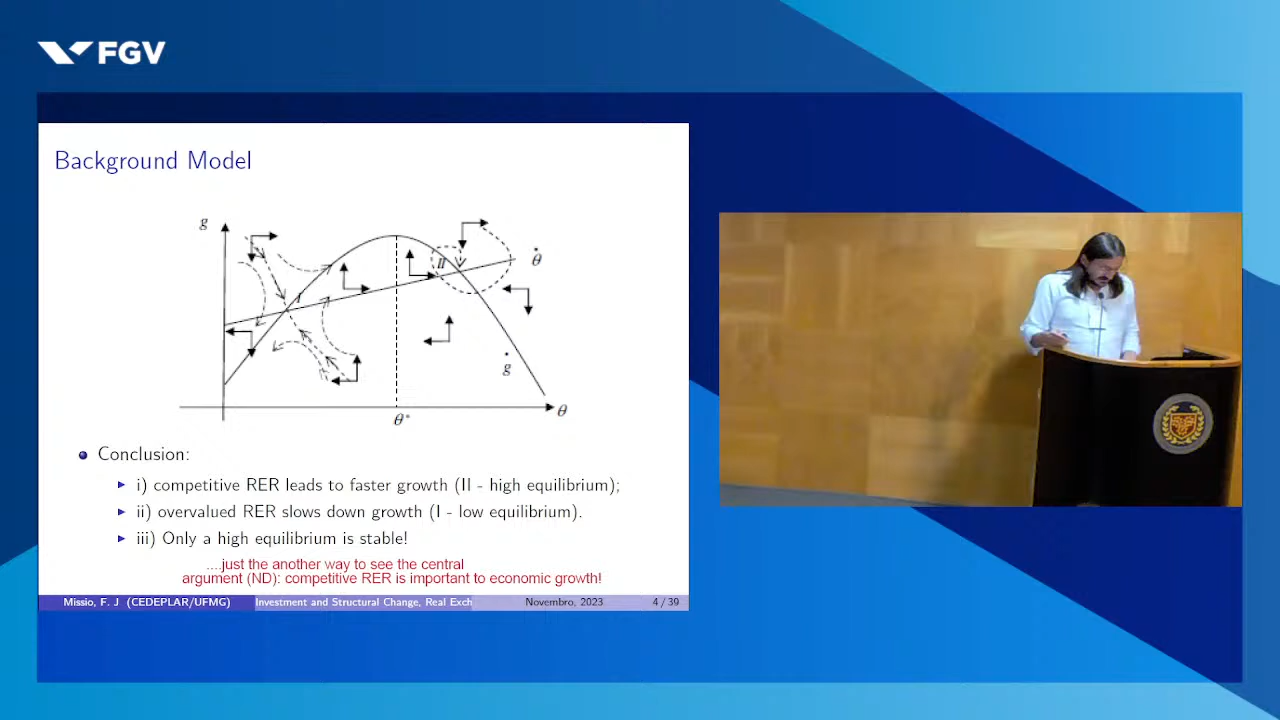 FGV
Background Model
g
I
II
θ̇
ġ
θ
θ*
Conclusion:
i) competitive RER leads to faster growth (II - high equilibrium);
ii) overvalued RER slows down growth (I - low equilibrium).
iii) Only a high equilibrium is stable!
....just the another way to see the central
argument (ND): competitive RER is important to economic growth!
Missio, F. J (CEDEPLAR/UFMG) Investment and Structural Change, Real Exch Novembro, 2023 4 / 39